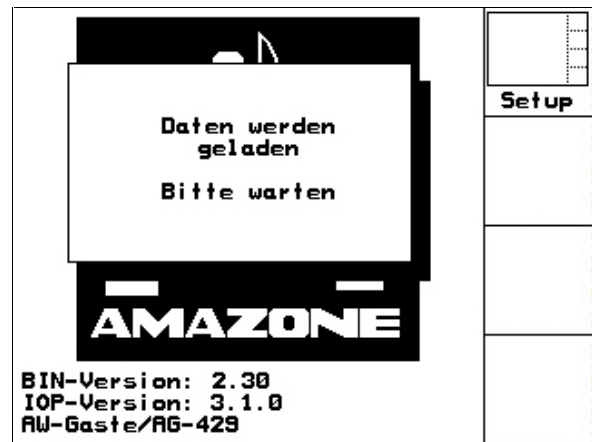 Setup
Daten werden
geladen
Bitte warten
AMAZONE
BIN-Version: 2.30
IOP-Version: 3.1.0
AW-Gaste/AG-429